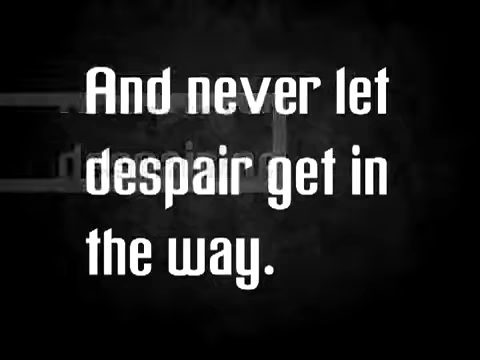 And never let
despair get in
the way.